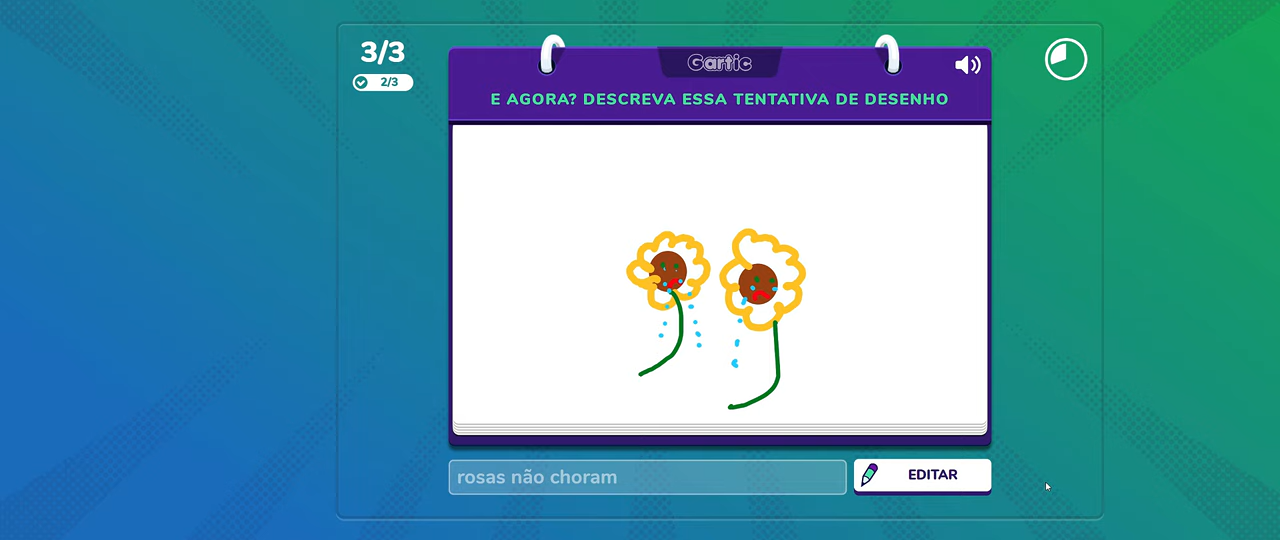 3/3
2/3
Gartic
E AGORA? DESCREVA ESSA TENTATIVA DE DESENHO
rosas não choram
EDITAR